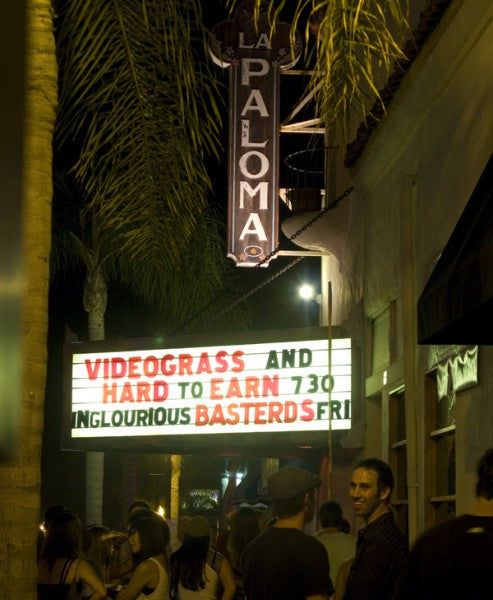 LA
PALOMA
VIDEOGRASS AND
HARD TO EARN 730
INGLOURIOUS BASTERDS FRI